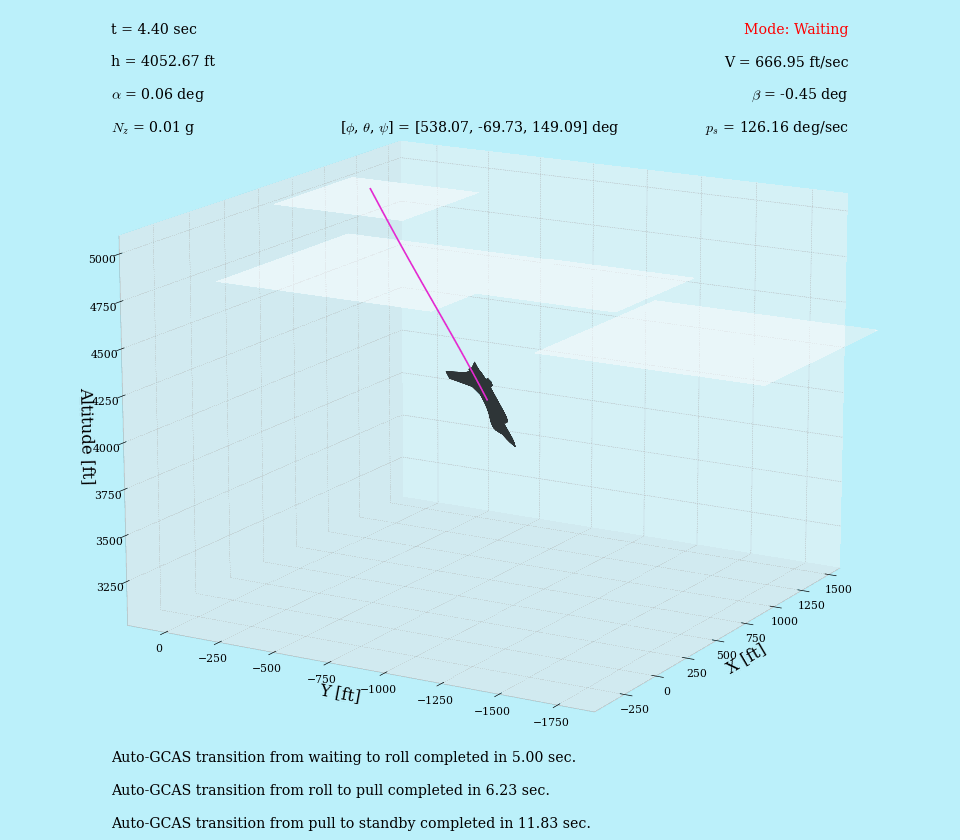 t = 4.40 sec
Mode: Waiting
h = 4052.67 ft
V = 666.95 ft/sec
α = 0.06 deg
β = -0.45 deg
N_z = 0.01 g
[ϕ, θ, ψ] = [538.07, -69.73, 149.09] deg
p_s = 126.16 deg/sec
5000
4750
4500
4250
4000
3750
3500
3250
Altitude [ft]
0
−250
−500
−750
−1000
−1250
−1500
−1750
Y [ft]
−250
0
250
500
750
1000
1250
1500
X [ft]
Auto-GCAS transition from waiting to roll completed in 5.00 sec.
Auto-GCAS transition from roll to pull completed in 6.23 sec.
Auto-GCAS transition from pull to standby completed in 11.83 sec.